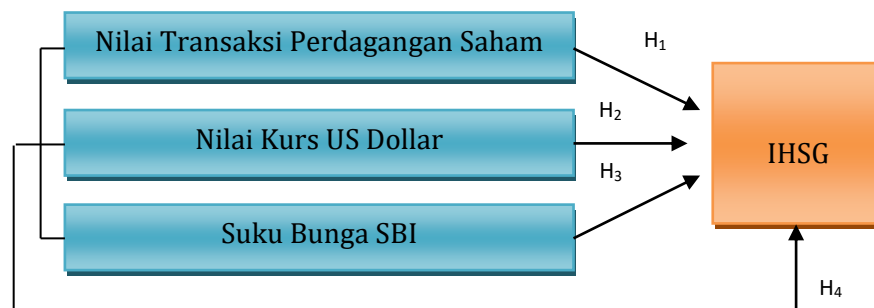 Nilai Transaksi Perdagangan Saham
H₁
H₂
Nilai Kurs US Dollar
IHSG
H₃
Suku Bunga SBI
H₄